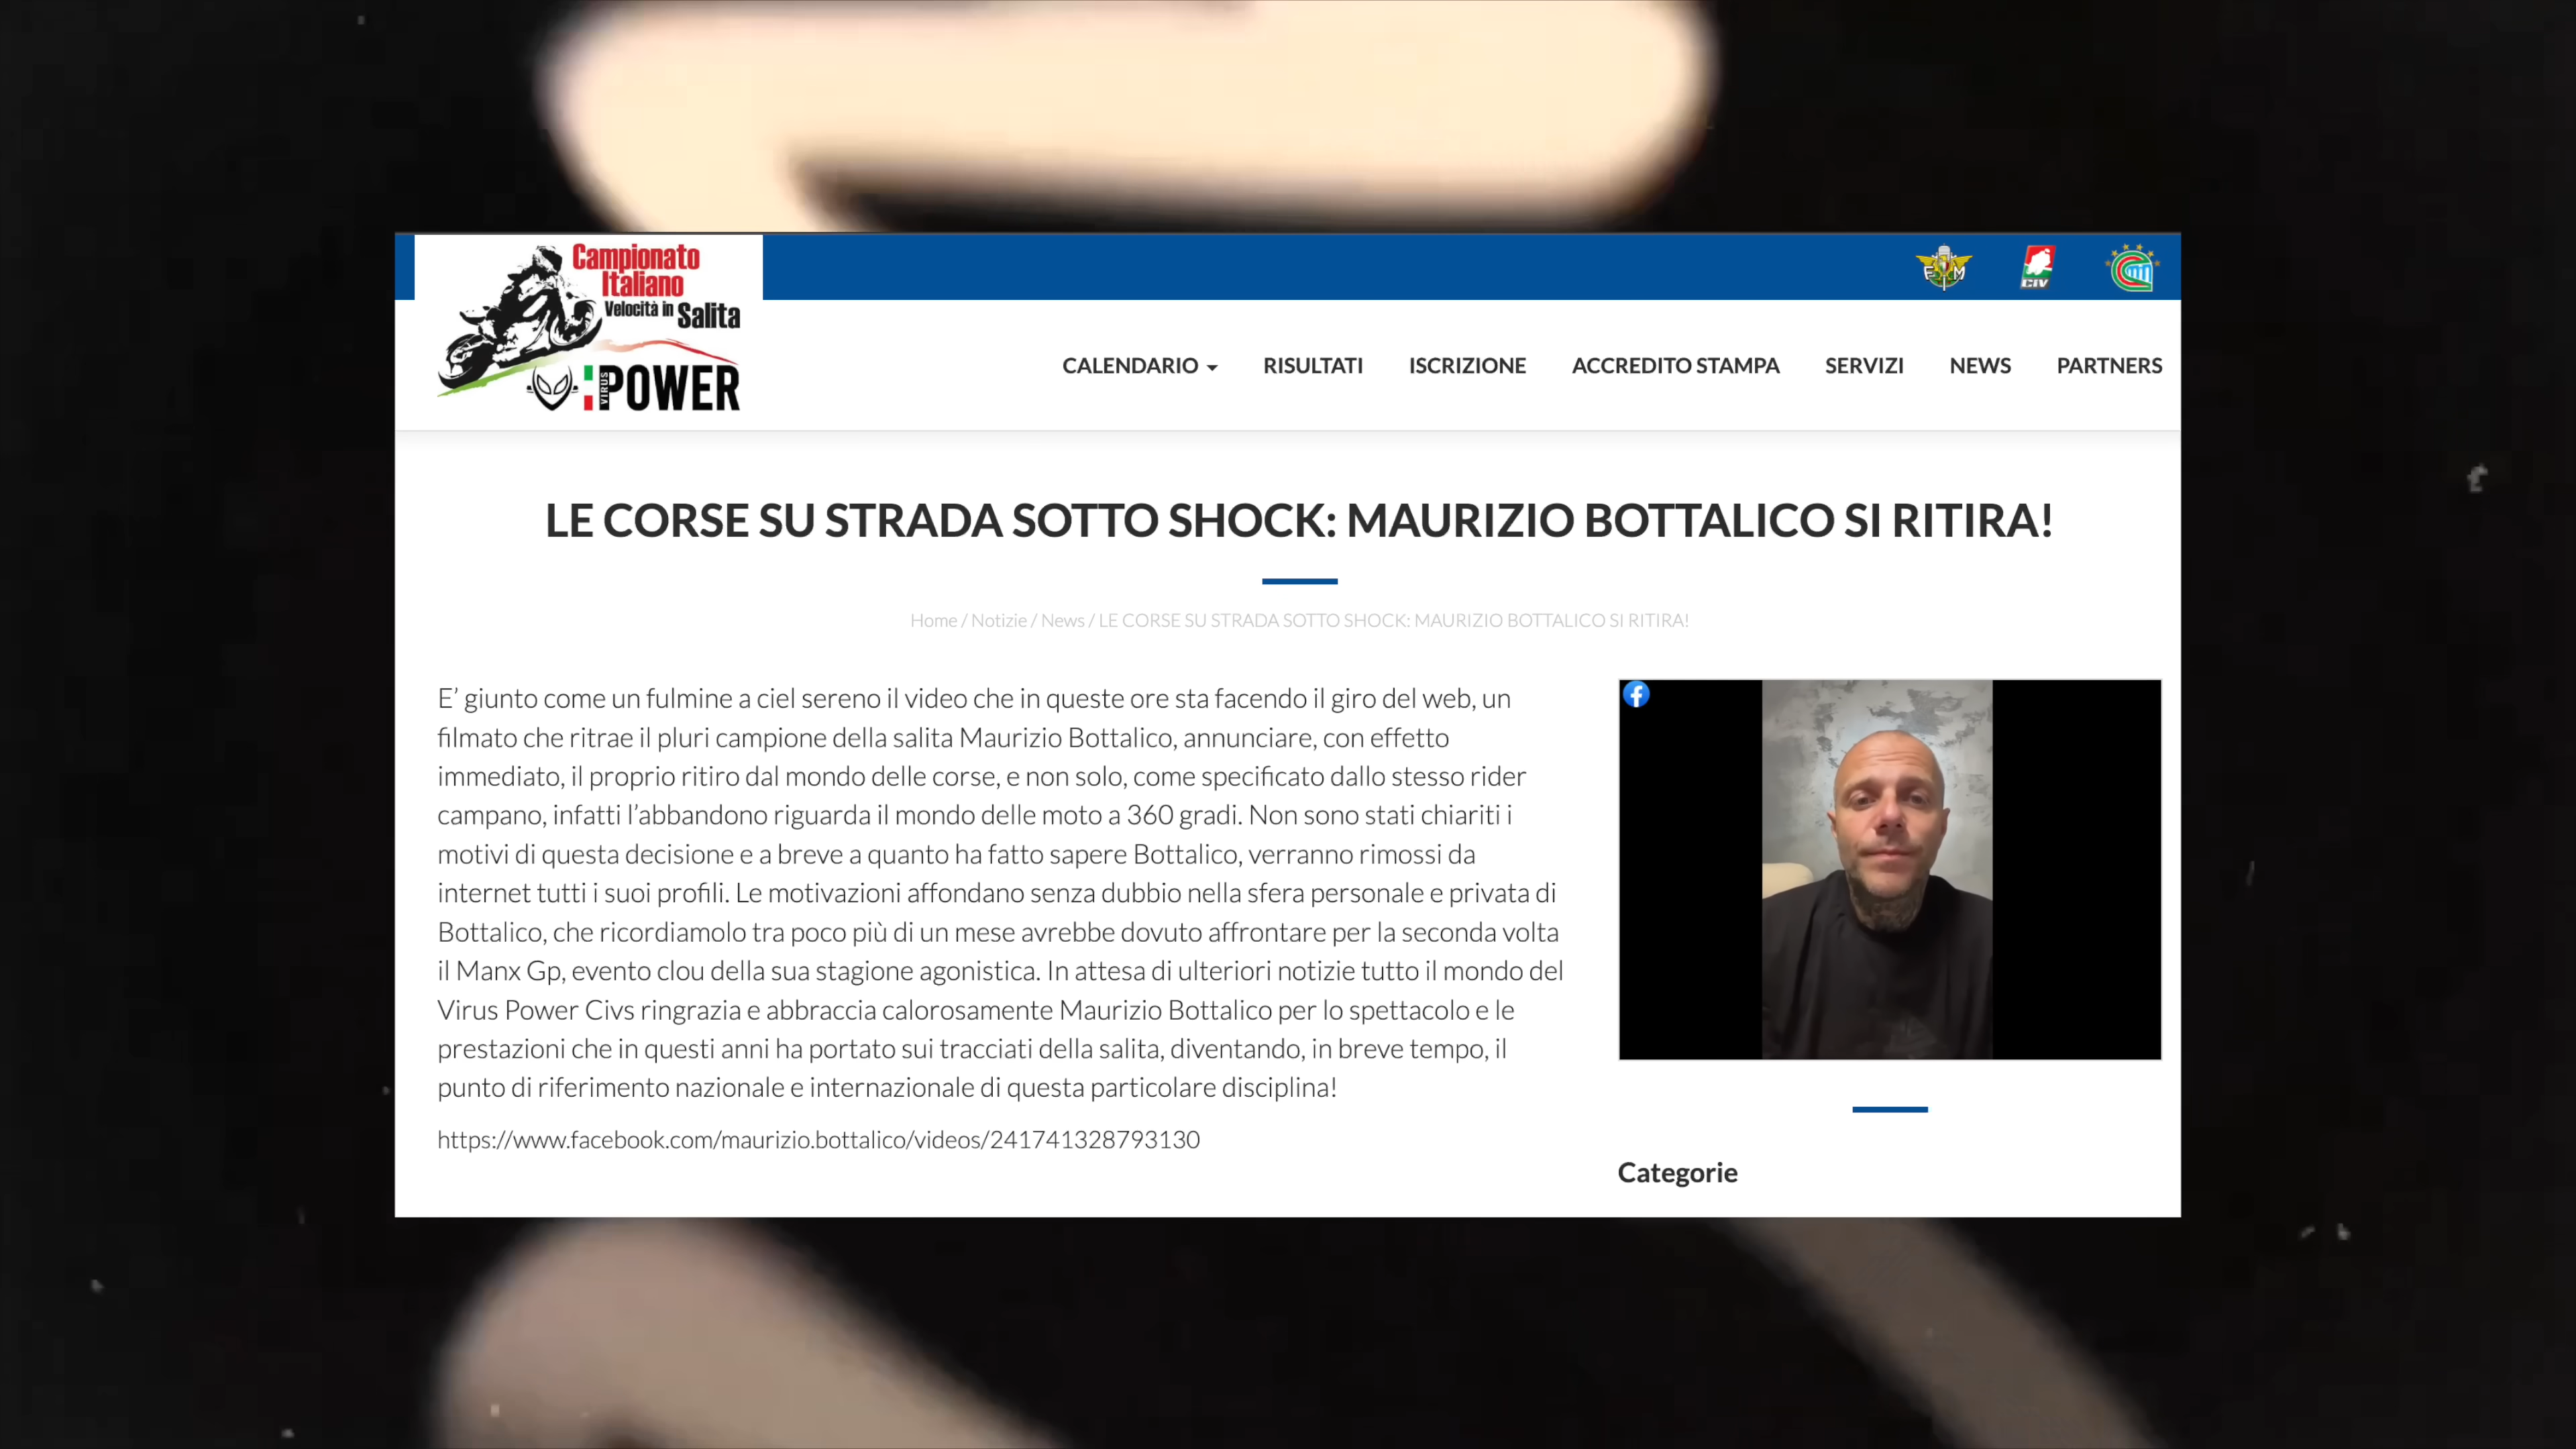 Campionato
Italiano
Velocità in Salita
VIRUS POWER
FM
CIV
CALENDARIO
RISULTATI
ISCRIZIONE
ACCREDITO STAMPA
SERVIZI
NEWS
PARTNERS
LE CORSE SU STRADA SOTTO SHOCK: MAURIZIO BOTTALICO SI RITIRA!
Home / Notizie / News / LE CORSE SU STRADA SOTTO SHOCK: MAURIZIO BOTTALICO SI RITIRA!
E’ giunto come un fulmine a ciel sereno il video che in queste ore sta facendo il giro del web, un
filmato che ritrae il pluri campione della salita Maurizio Bottalico, annunciare, con effetto
immediato, il proprio ritiro dal mondo delle corse, e non solo, come specificato dallo stesso rider
campano, infatti l’abbandono riguarda il mondo delle moto a 360 gradi. Non sono stati chiariti i
motivi di questa decisione e a breve a quanto ha fatto sapere Bottalico, verranno rimossi da
internet tutti i suoi profili. Le motivazioni affondano senza dubbio nella sfera personale e privata di
Bottalico, che ricordiamolo tra poco più di un mese avrebbe dovuto affrontare per la seconda volta
il Manx Gp, evento clou della sua stagione agonistica. In attesa di ulteriori notizie tutto il mondo del
Virus Power Civs ringrazia e abbraccia calorosamente Maurizio Bottalico per lo spettacolo e le
prestazioni che in questi anni ha portato sui tracciati della salita, diventando, in breve tempo, il
punto di riferimento nazionale e internazionale di questa particolare disciplina!
https://www.facebook.com/maurizio.bottalico/videos/241741328793130
Categorie